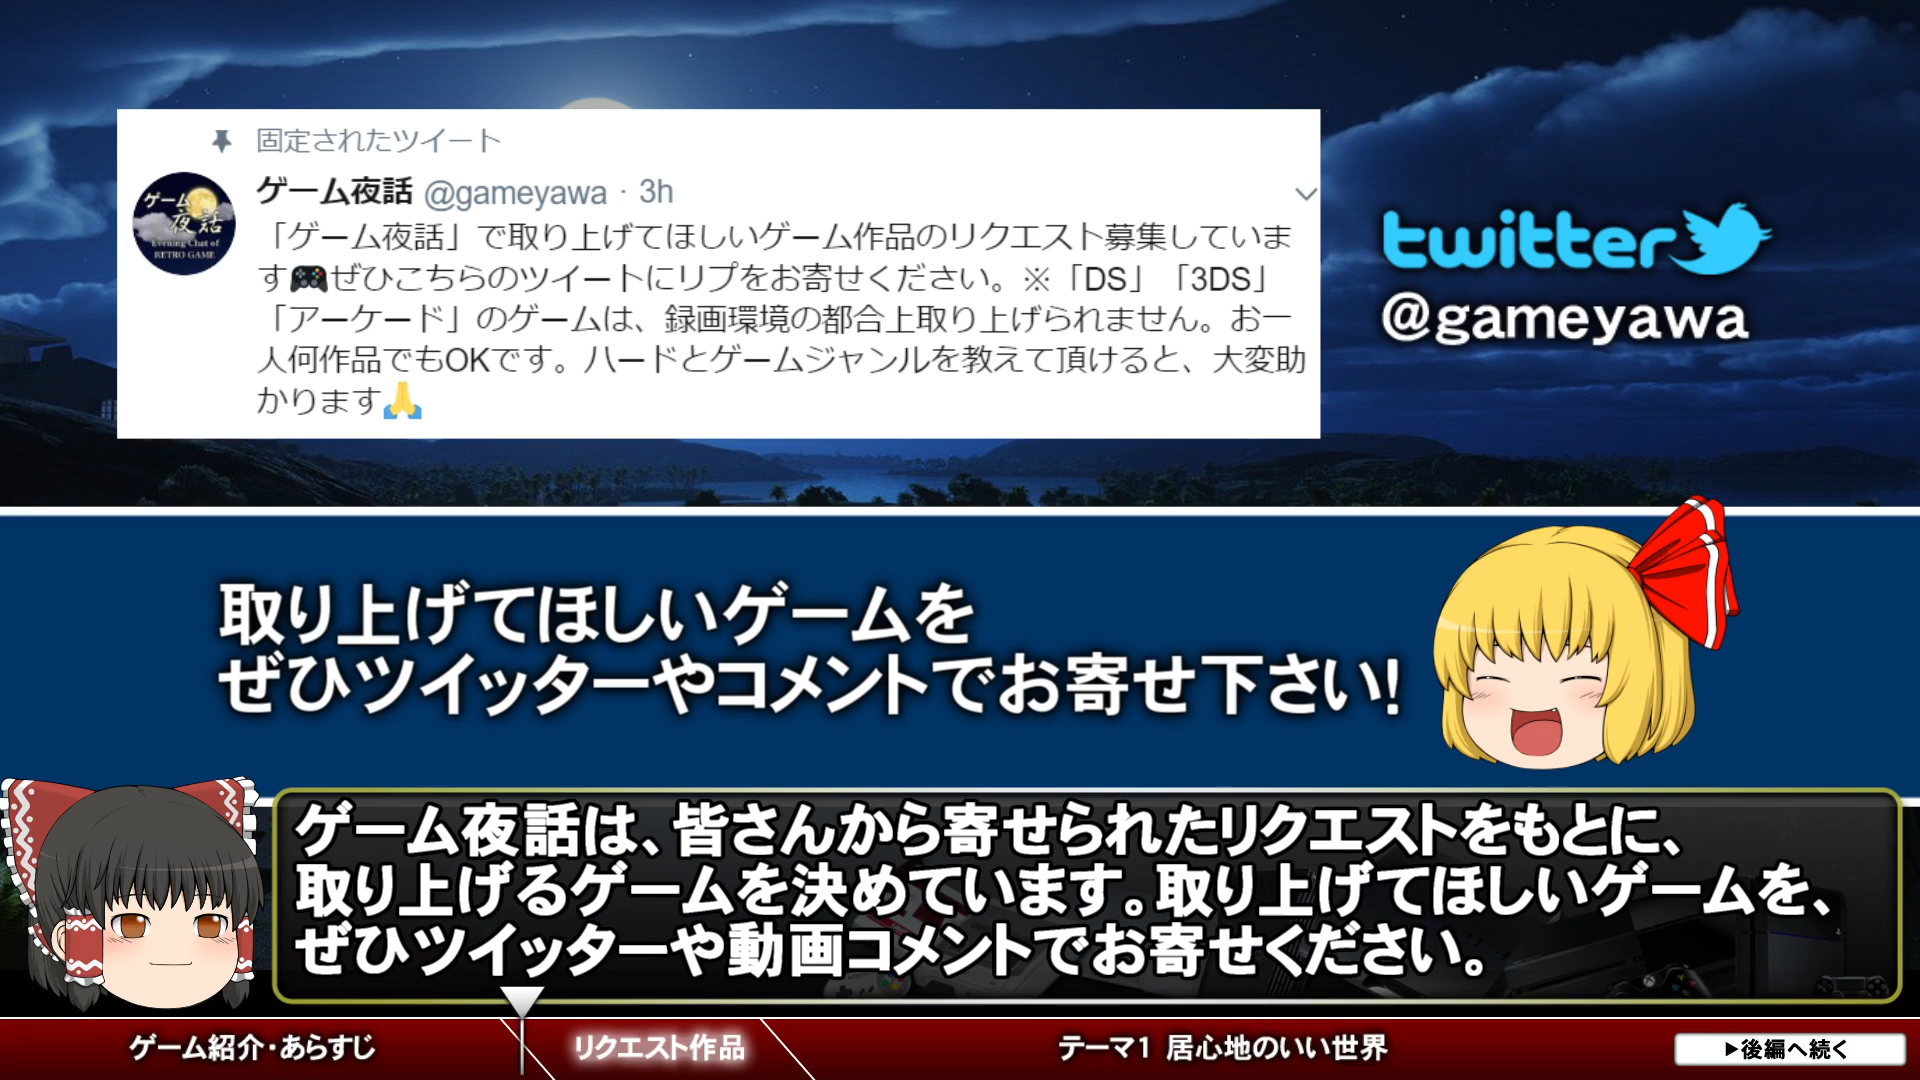 固定されたツイート
ゲーム夜話 @gameyawa · 3h
「ゲーム夜話」で取り上げてほしいゲーム作品のリクエスト募集していま
す🎮ぜひこちらのツイートにリプをお寄せください。※「DS」「3DS」
「アーケード」のゲームは、録画環境の都合上取り上げられません。お一
人何作品でもOKです。ハードとゲームジャンルを教えて頂けると、大変助
かります🙏
ゲーム
夜話
Evening Chat of
RETRO GAME
twitter
@gameyawa
取り上げてほしいゲームを
ぜひツイッターやコメントでお寄せ下さい!
ゲーム夜話は、皆さんから寄せられたリクエストをもとに、
取り上げるゲームを決めています。取り上げてほしいゲームを、
ぜひツイッターや動画コメントでお寄せください。
ゲーム紹介・あらすじ
リクエスト作品
テーマ1 居心地のいい世界
▶後編へ続く